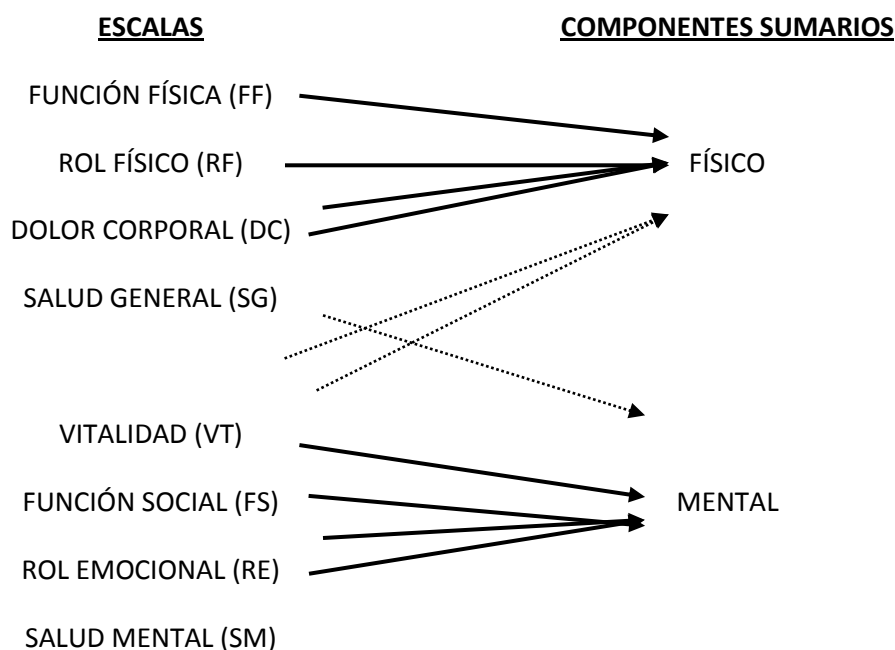 ESCALAS
COMPONENTES SUMARIOS
FUNCIÓN FÍSICA (FF)
ROL FÍSICO (RF)
FÍSICO
DOLOR CORPORAL (DC)
SALUD GENERAL (SG)
VITALIDAD (VT)
FUNCIÓN SOCIAL (FS)
MENTAL
ROL EMOCIONAL (RE)
SALUD MENTAL (SM)